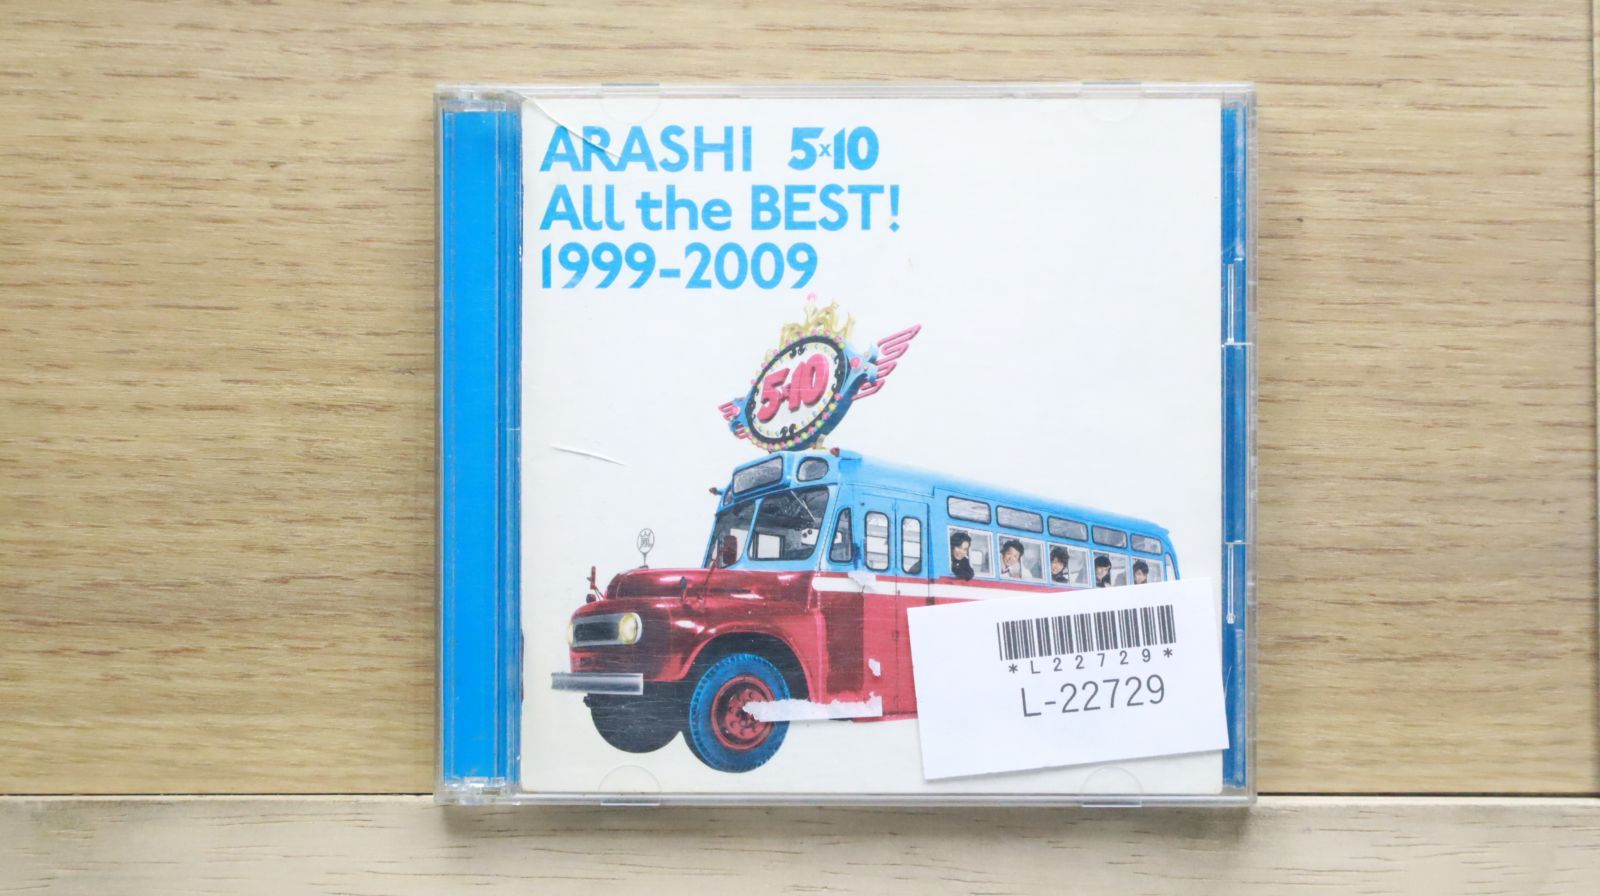 ARASHI 5×10
All the BEST!
1999-2009
5×10
*L22729*
L-22729